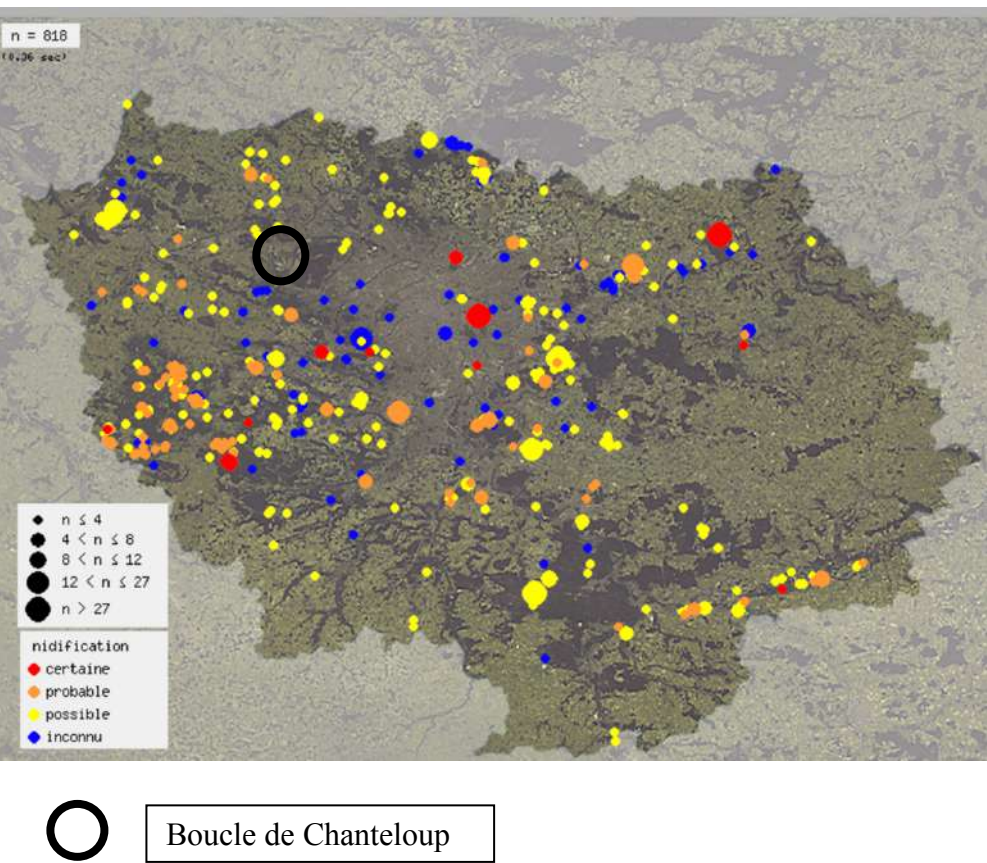 n = 818
(0.36 sec)
n ≤ 4
4 < n ≤ 8
8 < n ≤ 12
12 < n ≤ 27
n > 27
nidification
certaine
probable
possible
inconnu
Boucle de Chanteloup